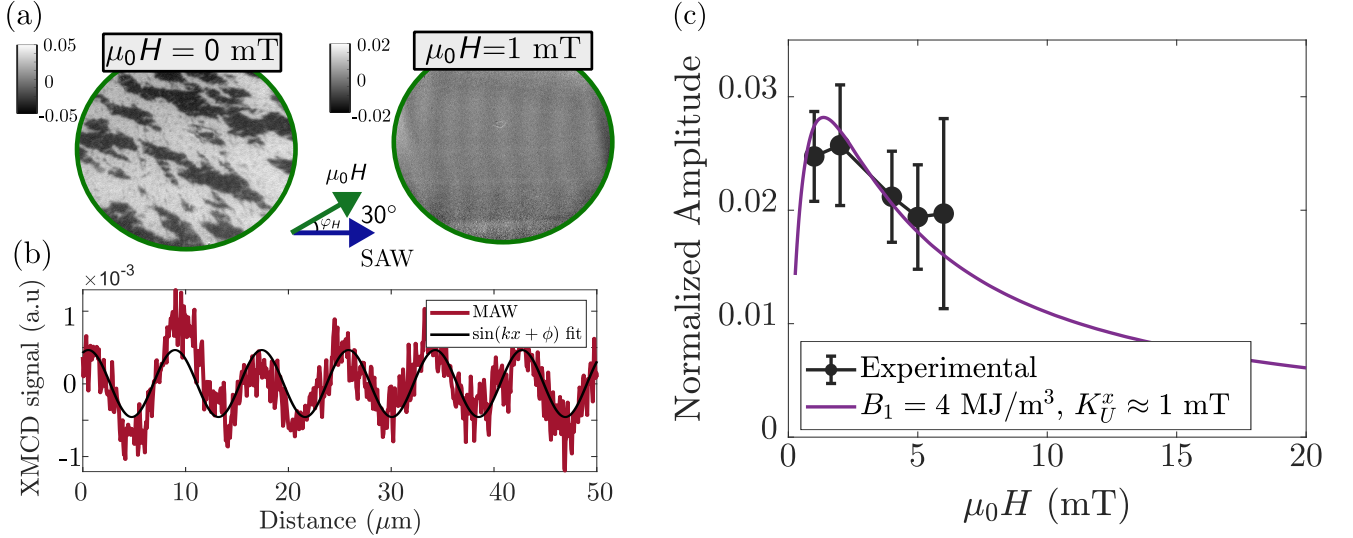 (a)
μ₀H = 0 mT
0.05
0
-0.05
μ₀H=1 mT
0.02
0
-0.02
μ₀H
φ_H
30°
SAW
(b)
×10⁻³
XMCD signal (a.u)
1
0
-1
MAW
sin(kx + ϕ) fit
0 10 20 30 40 50
Distance (μm)
(c)
Normalized Amplitude
0.03
0.02
0.01
0
Experimental
B₁ = 4 MJ/m³, K_U^x ≈ 1 mT
0 5 10 15 20
μ₀H (mT)